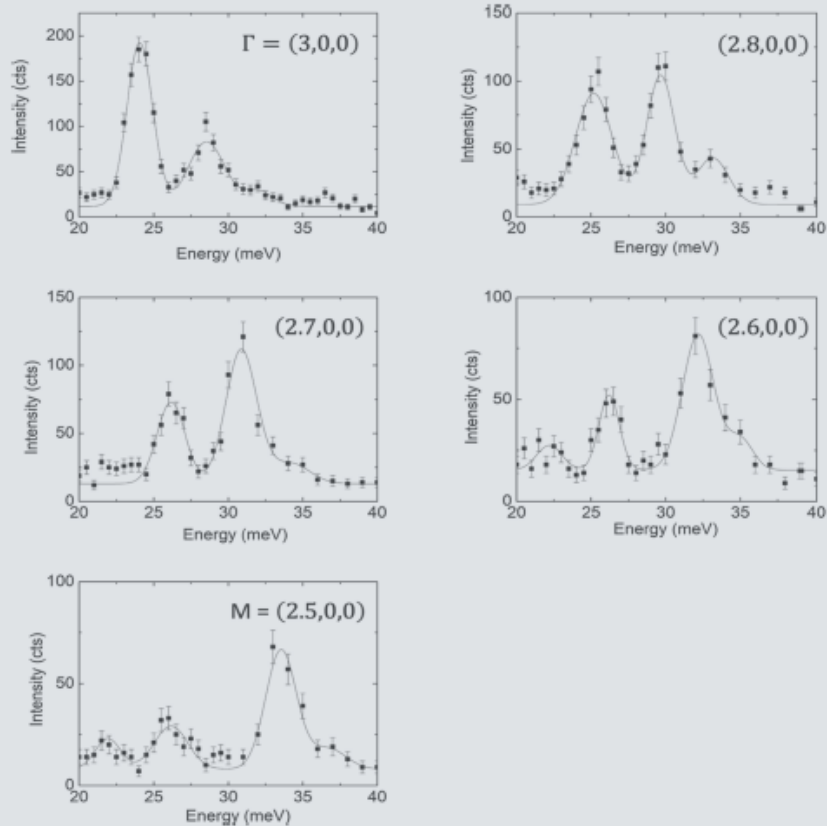 Γ = (3,0,0)
Intensity (cts)
200
150
100
50
0
20 25 30 35 40
Energy (meV)
(2.8,0,0)
Intensity (cts)
150
100
50
0
20 25 30 35 40
Energy (meV)
(2.7,0,0)
Intensity (cts)
150
100
50
0
20 25 30 35 40
Energy (meV)
(2.6,0,0)
Intensity (cts)
100
50
0
20 25 30 35 40
Energy (meV)
M = (2.5,0,0)
Intensity (cts)
100
50
0
20 25 30 35 40
Energy (meV)